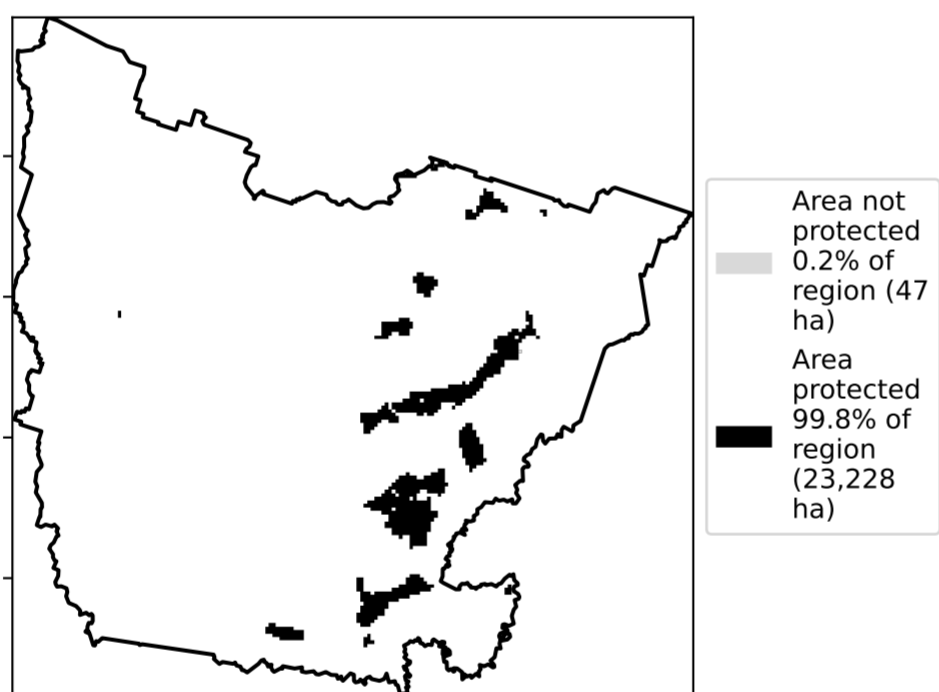 Area not
protected
0.2% of
region (47
ha)
Area
protected
99.8% of
region
(23,228
ha)